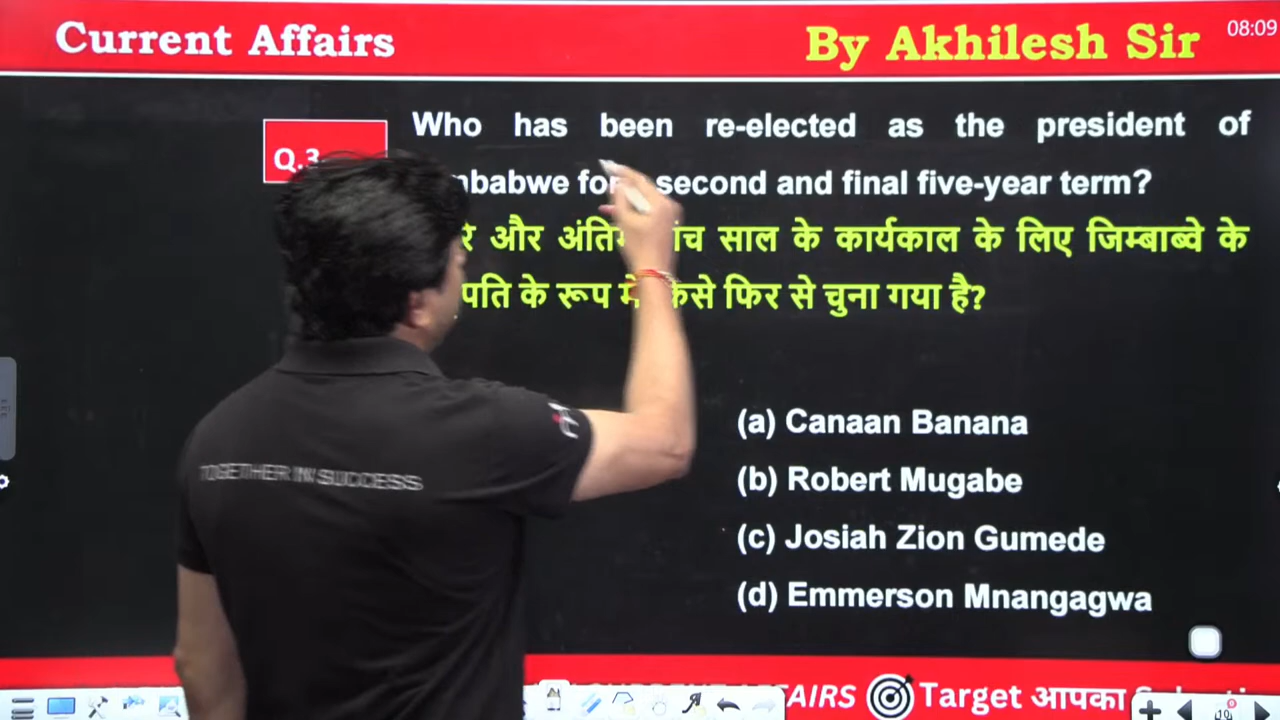 Current Affairs
By Akhilesh Sir
08:09
Q.3
Who has been re-elected as the president of
second and final five-year term?
और साल के कार्यकाल के लिए जिम्बाब्वे के
के रूप फिर से चुना गया है?
(a) Canaan Banana
(b) Robert Mugabe
(c) Josiah Zion Gumede
(d) Emmerson Mnangagwa
TOGETHER IN SUCCESS
Target आपका